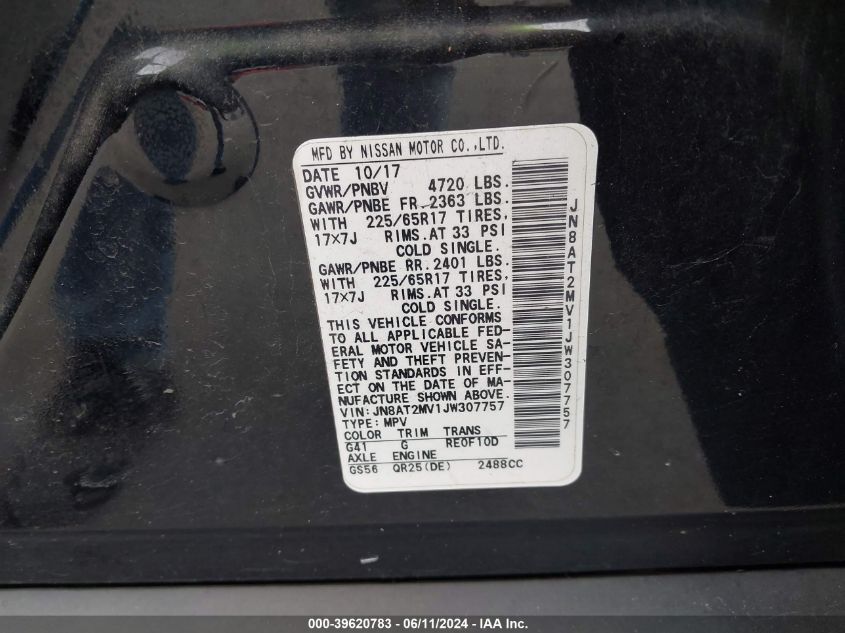 MFD BY NISSAN MOTOR CO.,LTD.
DATE 10/17
GVWR/PNBV 4720 LBS.
GAWR/PNBE FR.2363 LBS.
WITH 225/65R17 TIRES,
17×7J RIMS.AT 33 PSI
COLD SINGLE.
GAWR/PNBE RR.2401 LBS.
WITH 225/65R17 TIRES,
17×7J RIMS.AT 33 PSI
COLD SINGLE.
THIS VEHICLE CONFORMS
TO ALL APPLICABLE FED-
ERAL MOTOR VEHICLE SA-
FETY AND THEFT PREVEN-
TION STANDARDS IN EFF-
ECT ON THE DATE OF MA-
NUFACTURE SHOWN ABOVE.
VIN:JN8AT2MV1JW307757
TYPE:MPV
COLOR TRIM TRANS
G41 G RE0F10D
AXLE ENGINE
GS56 QR25(DE) 2488CC
JN8AT2MV1JW307757
000-39620783 - 06/11/2024 - IAA, Inc.